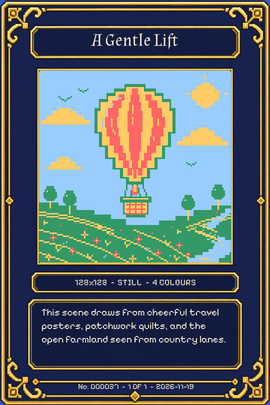 A Gentle Lift
128x128 - STILL - 4 COLOURS
This scene draws from cheerful travel
posters, patchwork quilts, and the
open farmland seen from country lanes.
No. 000037 - 1 OF 1 - 2025-11-19